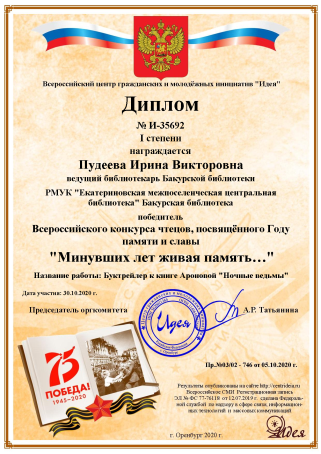 Всероссийский центр гражданских и молодёжных инициатив "Идея"
Диплом
№ И-35692
I степени
награждается
Пудеева Ирина Викторовна
ведущий библиотекарь Бакурской библиотеки
РМУК "Екатериновская межпоселенческая центральная
библиотека" Бакурская библиотека
победитель
Всероссийского конкурса чтецов, посвящённого Году
памяти и славы
"Минувших лет живая память…"
Название работы: Буктрейлер к книге Ароновой "Ночные ведьмы"
Дата участия: 30.10.2020 г.
Председатель оргкомитета
А.Р. Татьянина
Идея
Пр.№03/02 - 746 от 05.10.2020 г.
75
ПОБЕДА!
1945–2020
Результаты опубликованы на сайте http://centrideia.ru
Всероссийское СМИ Регистрационная запись
ЭЛ № ФС 77-76118 от 12.07.2019 г. сделана Федераль-
ной службой по надзору в сфере связи, информацион-
ных технологий и массовых коммуникаций
г. Оренбург 2020 г.
Идея